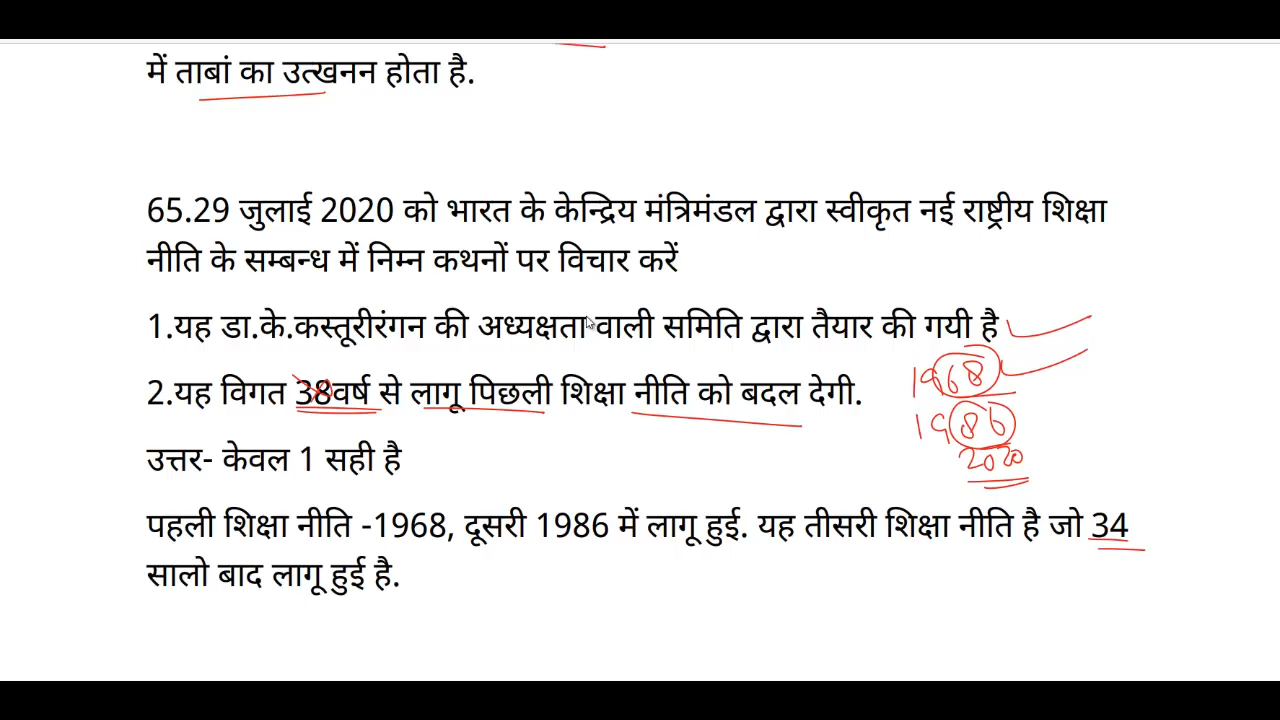 में ताबां का उत्खनन होता है.
65.29 जुलाई 2020 को भारत के केन्द्रिय मंत्रिमंडल द्वारा स्वीकृत नई राष्ट्रीय शिक्षा
नीति के सम्बन्ध में निम्न कथनों पर विचार करें
1.यह डा.के.कस्तूरीरंगन की अध्यक्षता वाली समिति द्वारा तैयार की गयी है
2.यह विगत 38वर्ष से लागू पिछली शिक्षा नीति को बदल देगी.
1968
1986
2020
उत्तर- केवल 1 सही है
पहली शिक्षा नीति -1968, दूसरी 1986 में लागू हुई. यह तीसरी शिक्षा नीति है जो 34
सालो बाद लागू हुई है.